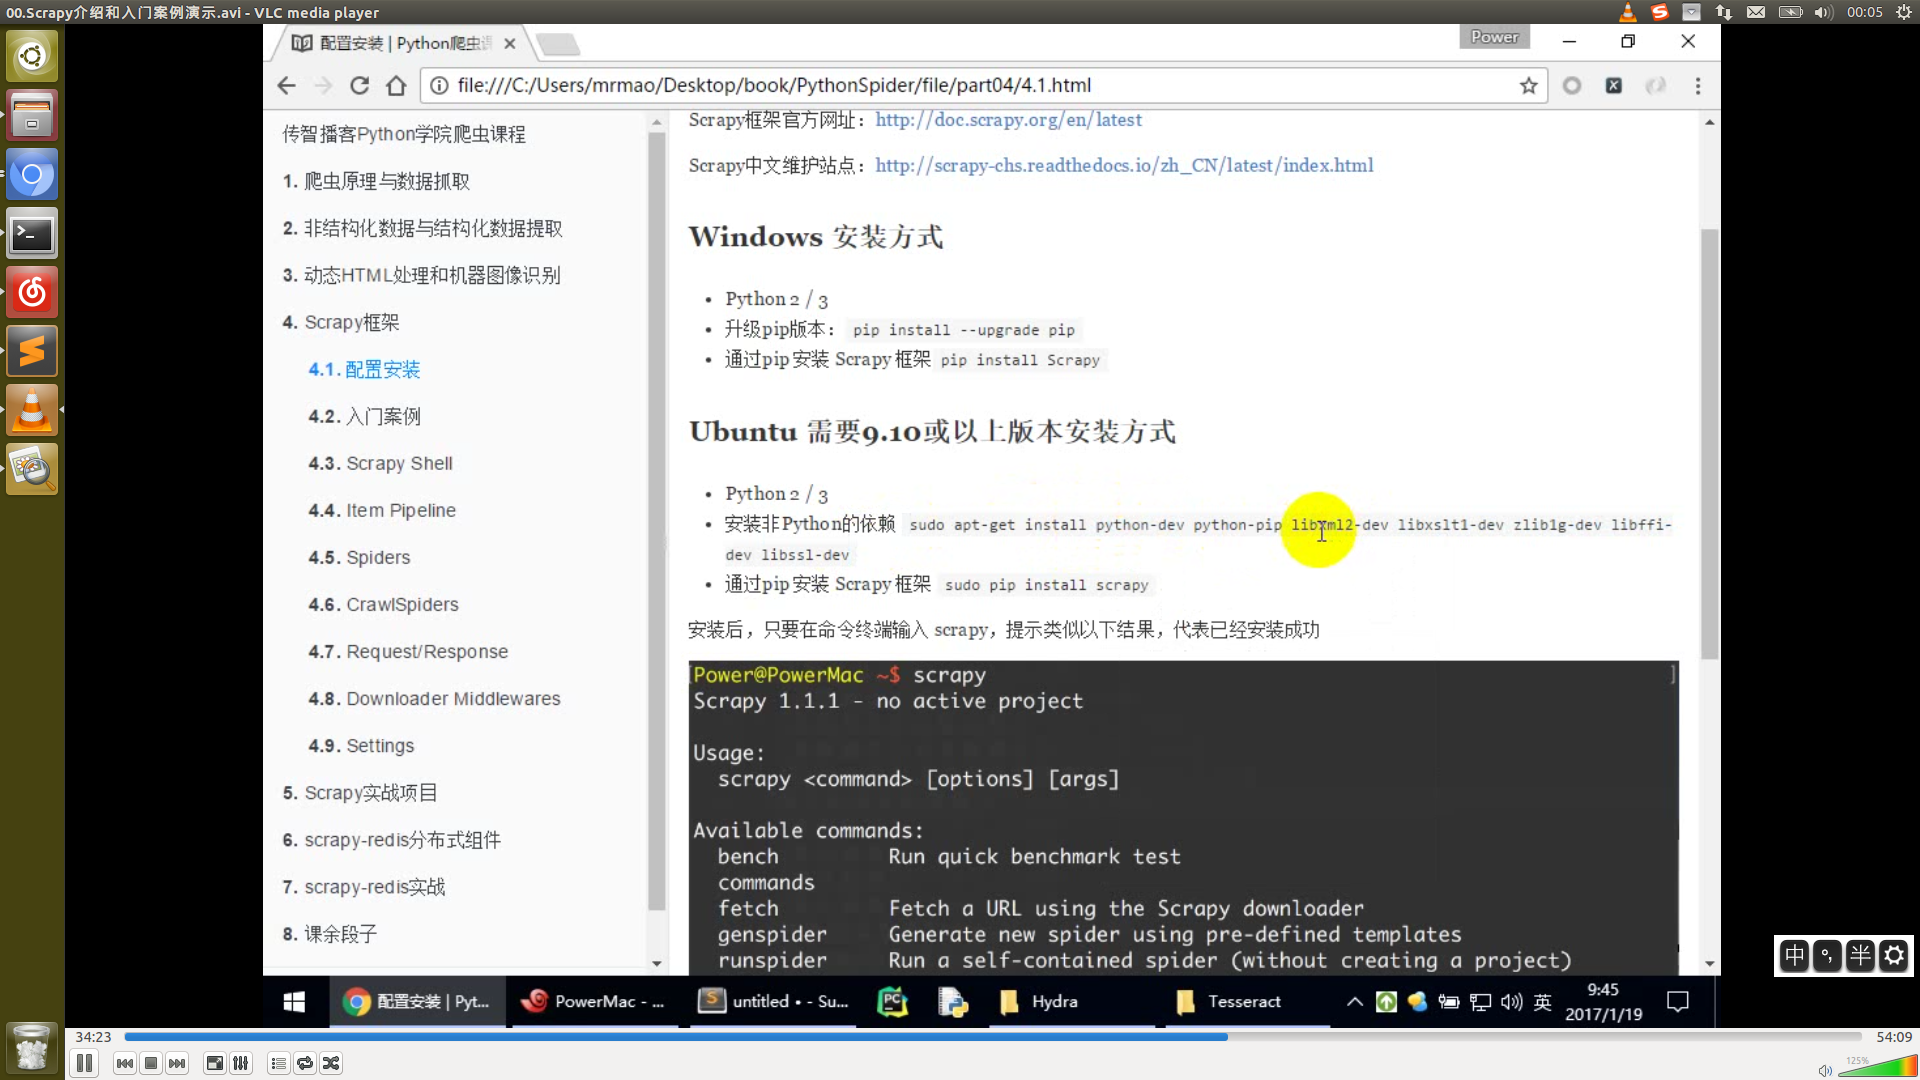 00.Scrapy介绍和入门案例演示.avi - VLC media player
00:05
配置安装 | Python爬虫
Power
file:///C:/Users/mrmao/Desktop/book/PythonSpider/file/part04/4.1.html
传智播客Python学院爬虫课程
1. 爬虫原理与数据抓取
2. 非结构化数据与结构化数据提取
3. 动态HTML处理和机器图像识别
4. Scrapy框架
4.1. 配置安装
4.2. 入门案例
4.3. Scrapy Shell
4.4. Item Pipeline
4.5. Spiders
4.6. CrawlSpiders
4.7. Request/Response
4.8. Downloader Middlewares
4.9. Settings
5. Scrapy实战项目
6. scrapy-redis分布式组件
7. scrapy-redis实战
8. 课余段子
Scrapy框架官方网址：http://doc.scrapy.org/en/latest
Scrapy中文维护站点：http://scrapy-chs.readthedocs.io/zh_CN/latest/index.html
Windows 安装方式
• Python 2 / 3
• 升级pip版本： pip install --upgrade pip
• 通过pip 安装 Scrapy 框架 pip install Scrapy
Ubuntu 需要9.10或以上版本安装方式
• Python 2 / 3
• 安装非Python的依赖 sudo apt-get install python-dev python-pip libxml2-dev libxslt1-dev zlib1g-dev libffi-
dev libssl-dev
• 通过pip 安装 Scrapy 框架 sudo pip install scrapy
安装后，只要在命令终端输入 scrapy，提示类似以下结果，代表已经安装成功
[Power@PowerMac ~$ scrapy ]
Scrapy 1.1.1 - no active project
Usage:
scrapy <command> [options] [args]
Available commands:
bench Run quick benchmark test
commands
fetch Fetch a URL using the Scrapy downloader
genspider Generate new spider using pre-defined templates
runspider Run a self-contained spider (without creating a project)
中 °, 半
配置安装 | Pyt...
PowerMac - ...
untitled • - Su...
Hydra
Tesseract
英
9:45
2017/1/19
34:23
54:09
125%